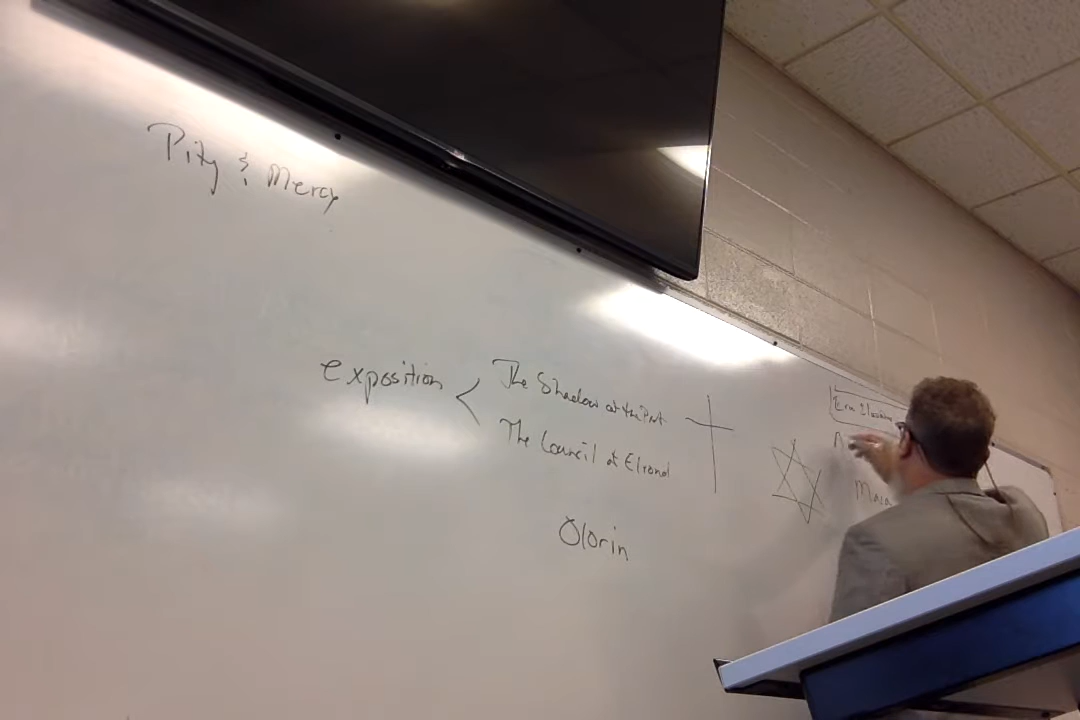 Pity & Mercy
exposition <
The Shadow of the Past
The Council of Elrond
Olorin